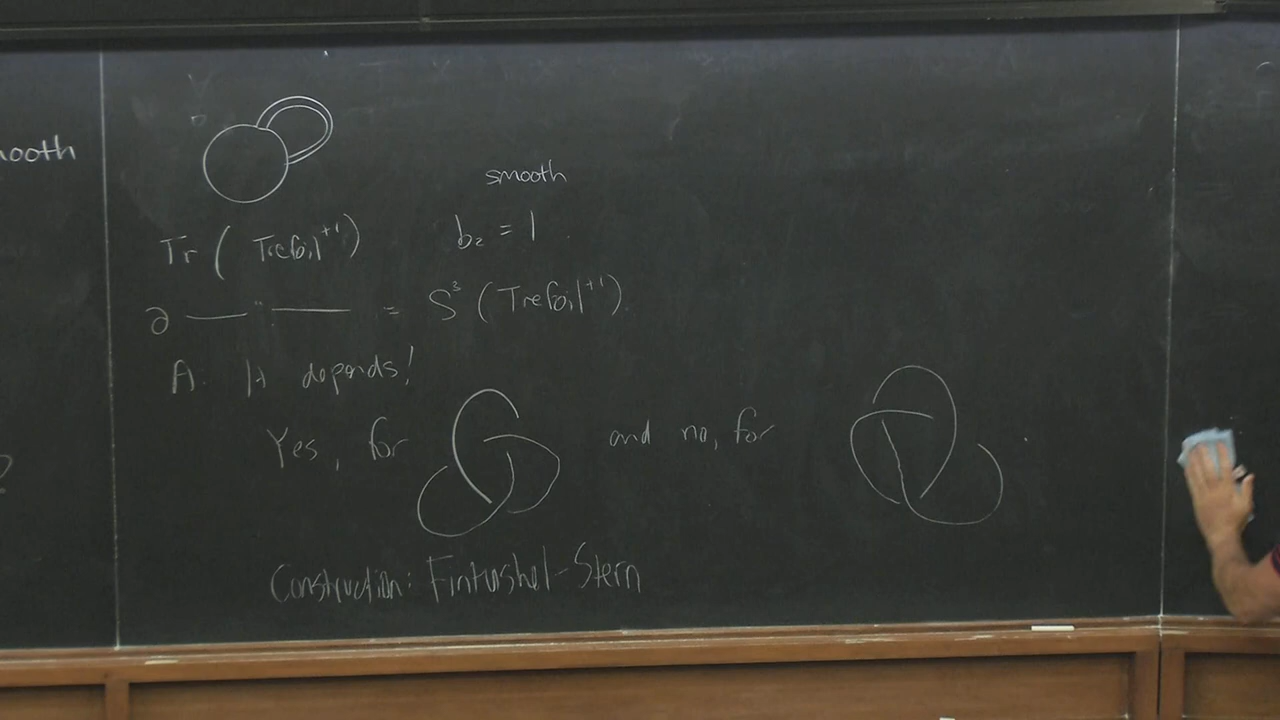 ooth
smooth
Tr ( Trefoil⁺¹)
b₂ = 1
∂ —— " —— = S³ (Trefoil⁺¹)
A. It depends!
Yes, for and no, for
?
Construction: Fintushel-Stern